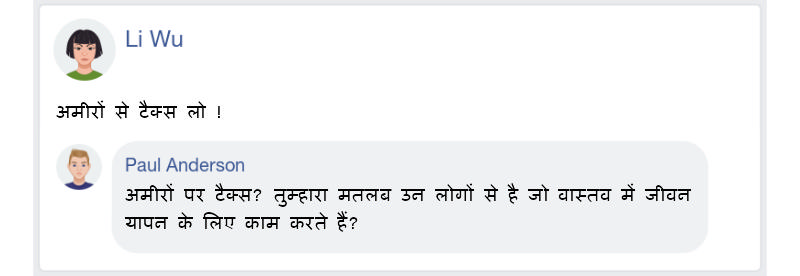 Li Wu
अमीरों से टैक्स लो !
Paul Anderson
अमीरों पर टैक्स? तुम्हारा मतलब उन लोगों से है जो वास्तव में जीवन
यापन के लिए काम करते हैं?